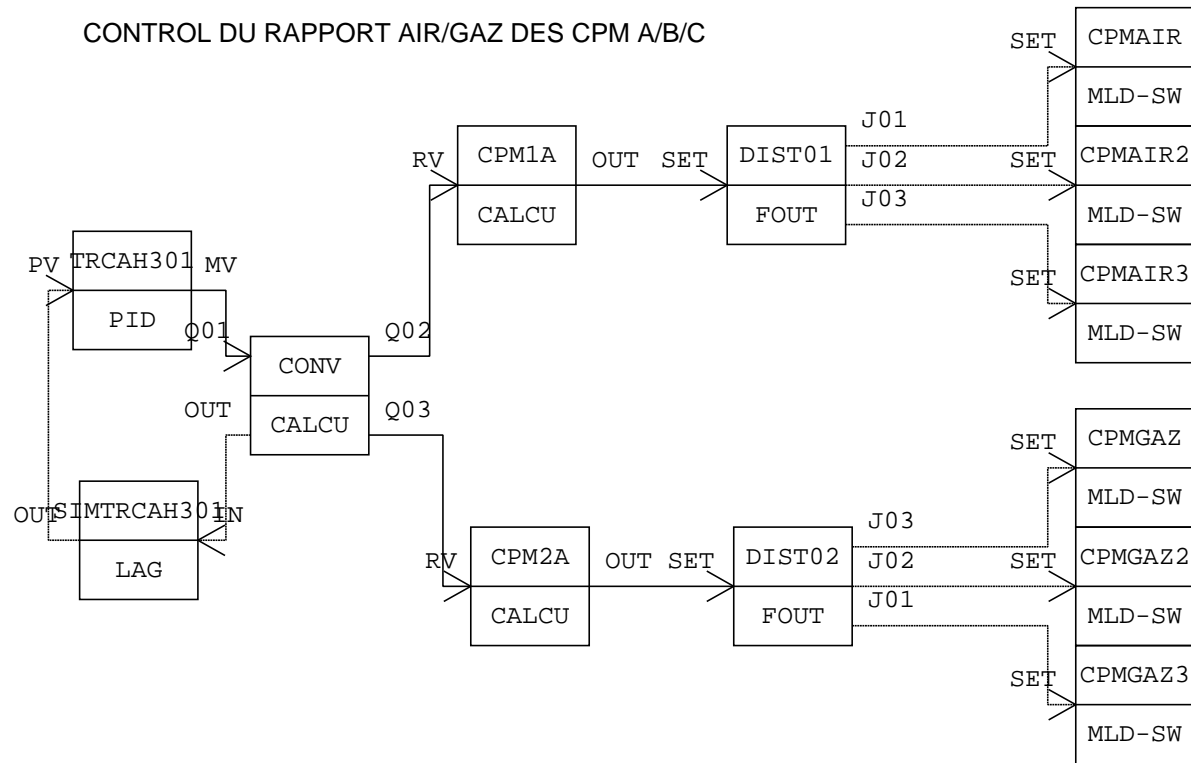 CONTROL DU RAPPORT AIR/GAZ DES CPM A/B/C
SET
CPMAIR
MLD-SW
J01
RV
CPM1A
CALCU
OUT
SET
DIST01
FOUT
J02
J03
SET
CPMAIR2
MLD-SW
SET
CPMAIR3
MLD-SW
PV
TRCAH301
PID
MV
Q01
CONV
CALCU
Q02
OUT
Q03
OUT
SIMTRCAH301
LAG
IN
RV
CPM2A
CALCU
OUT
SET
DIST02
FOUT
J03
J02
J01
SET
CPMGAZ
MLD-SW
SET
CPMGAZ2
MLD-SW
SET
CPMGAZ3
MLD-SW